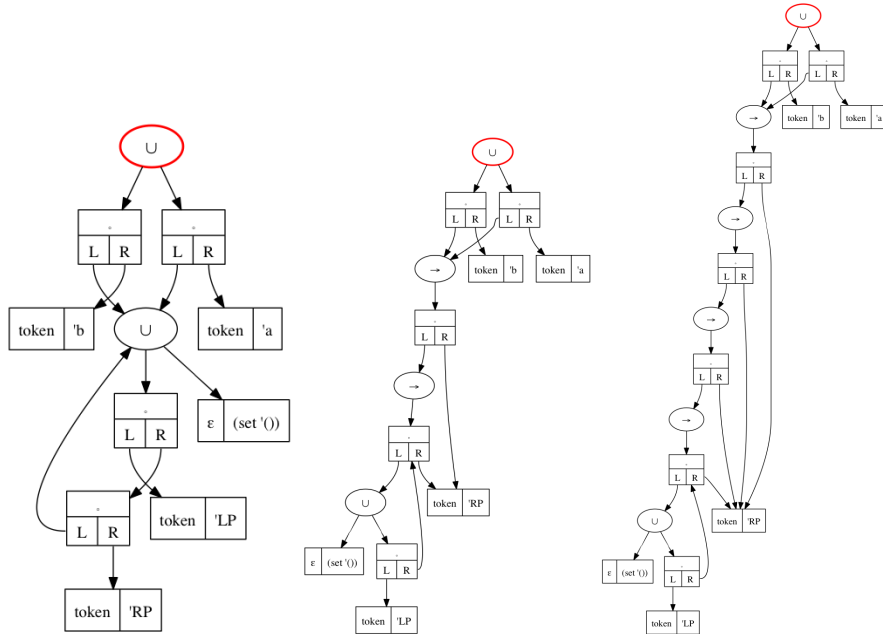 ∪
.
L R
.
L R
token 'b
∪
token 'a
.
L R
ε (set '())
.
L R
token 'LP
token 'RP
∪
.
L R
.
L R
→
token 'b
token 'a
.
L R
→
.
L R
∪
token 'RP
ε (set '())
.
L R
token 'LP
∪
.
L R
.
L R
→
token 'b
token 'a
.
L R
→
.
L R
→
.
L R
→
.
L R
∪
token 'RP
ε (set '())
.
L R
token 'LP